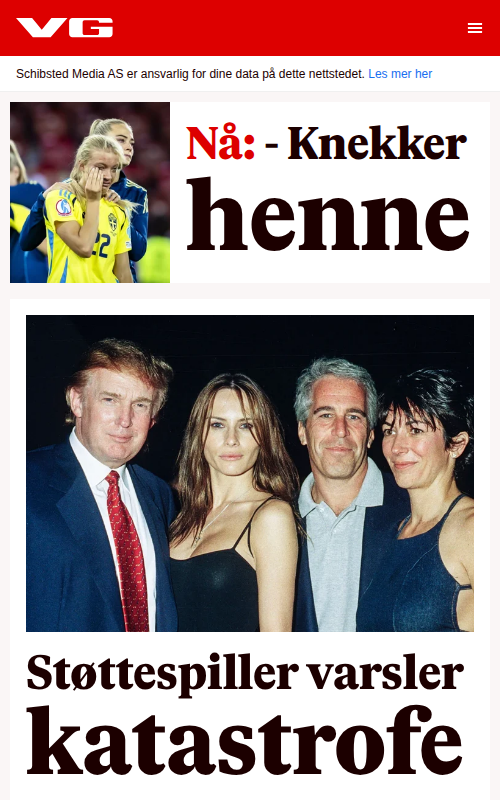 VG
Schibsted Media AS er ansvarlig for dine data på dette nettstedet. Les mer her
Nå: - Knekker
henne
22
Støttespiller varsler
katastrofe